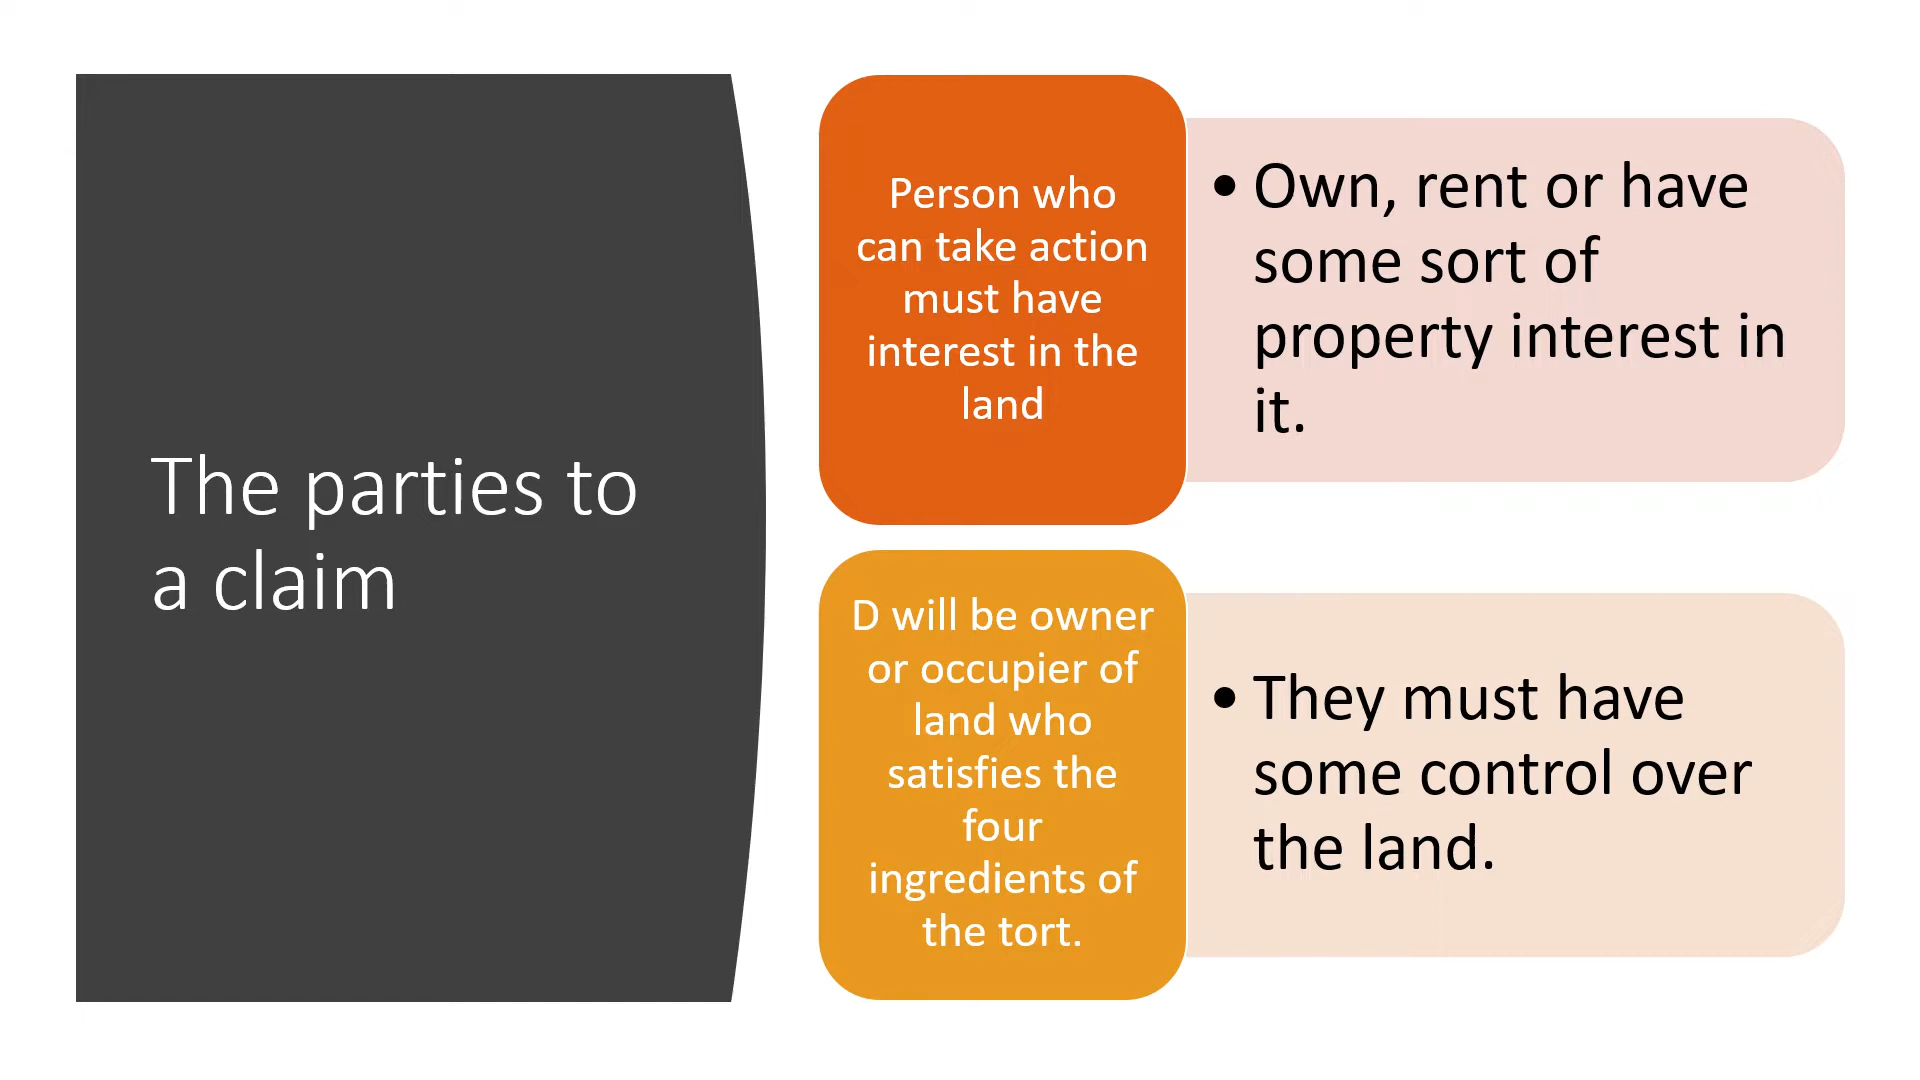 The parties to
a claim
Person who
can take action
must have
interest in the
land
• Own, rent or have
some sort of
property interest in
it.
D will be owner
or occupier of
land who
satisfies the
four
ingredients of
the tort.
• They must have
some control over
the land.